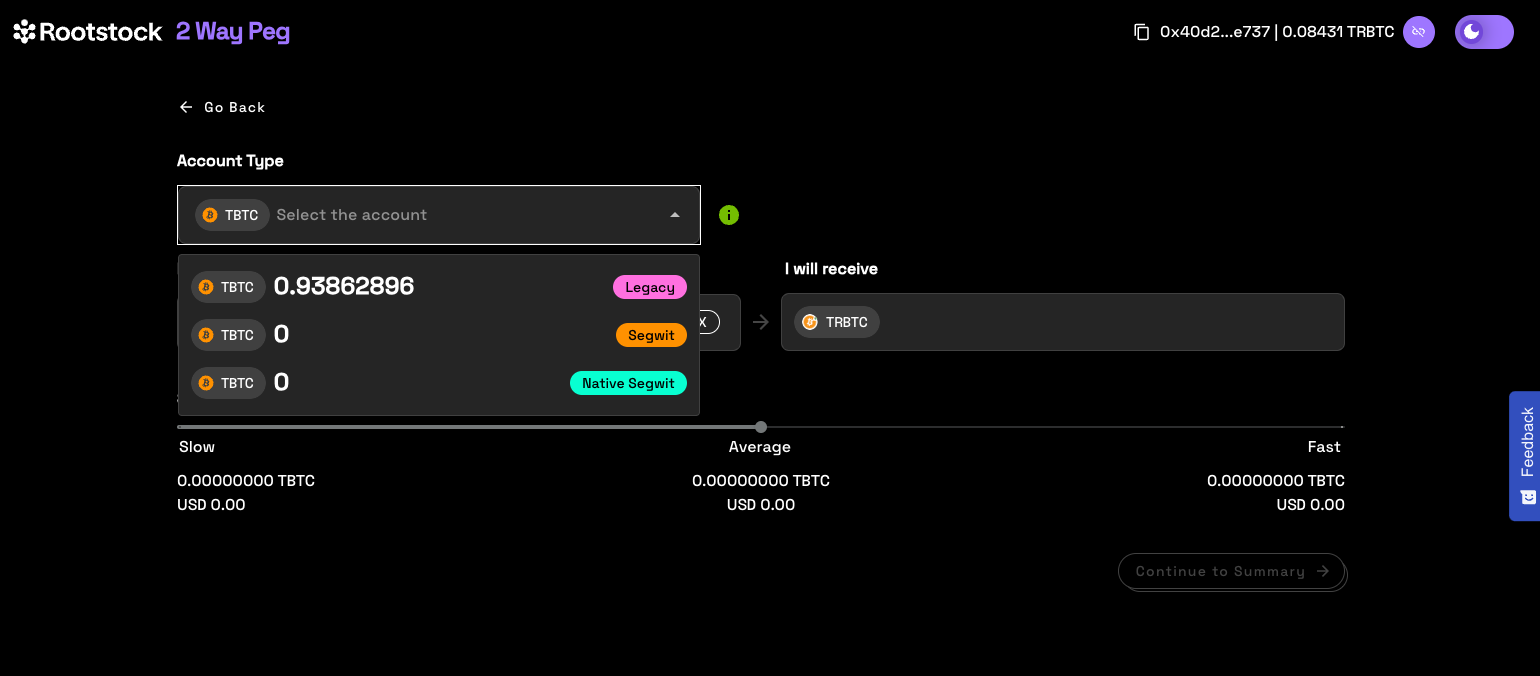 Rootstock 2 Way Peg
0x40d2...e737 | 0.08431 TRBTC
Go Back
Account Type
TBTC Select the account
TBTC 0.93862896 Legacy
TBTC 0 Segwit
TBTC 0 Native Segwit
X
I will receive
TRBTC
Slow Average Fast
0.00000000 TBTC 0.00000000 TBTC 0.00000000 TBTC
USD 0.00 USD 0.00 USD 0.00
Continue to Summary
Feedback